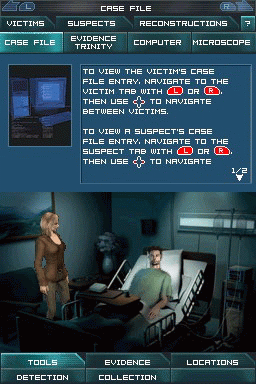 L CASE FILE R
VICTIMS SUSPECTS RECONSTRUCTIONS ?
CASE FILE EVIDENCE TRINITY COMPUTER MICROSCOPE
TO VIEW THE VICTIM'S CASE
FILE ENTRY, NAVIGATE TO THE
VICTIM TAB WITH L OR R,
THEN USE TO NAVIGATE
BETWEEN VICTIMS.
TO VIEW A SUSPECT'S CASE
FILE ENTRY, NAVIGATE TO THE
SUSPECT TAB WITH L OR R,
THEN USE TO NAVIGATE
1/2
TOOLS EVIDENCE LOCATIONS
DETECTION COLLECTION